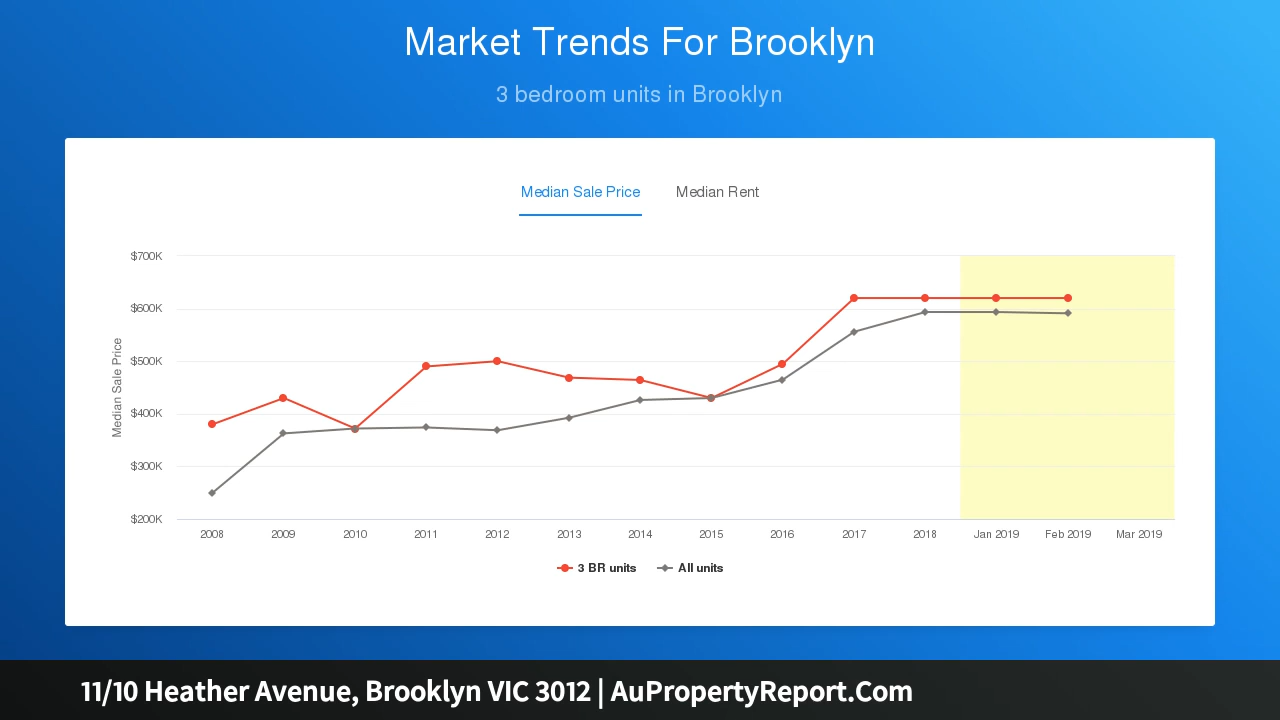 Market Trends For Brooklyn
3 bedroom units in Brooklyn
Median Sale Price Median Rent
$700K
$600K
$500K
$400K
$300K
$200K
Median Sale Price
2008 2009 2010 2011 2012 2013 2014 2015 2016 2017 2018 Jan 2019 Feb 2019 Mar 2019
3 BR units All units
11/10 Heather Avenue, Brooklyn VIC 3012 | AuPropertyReport.Com